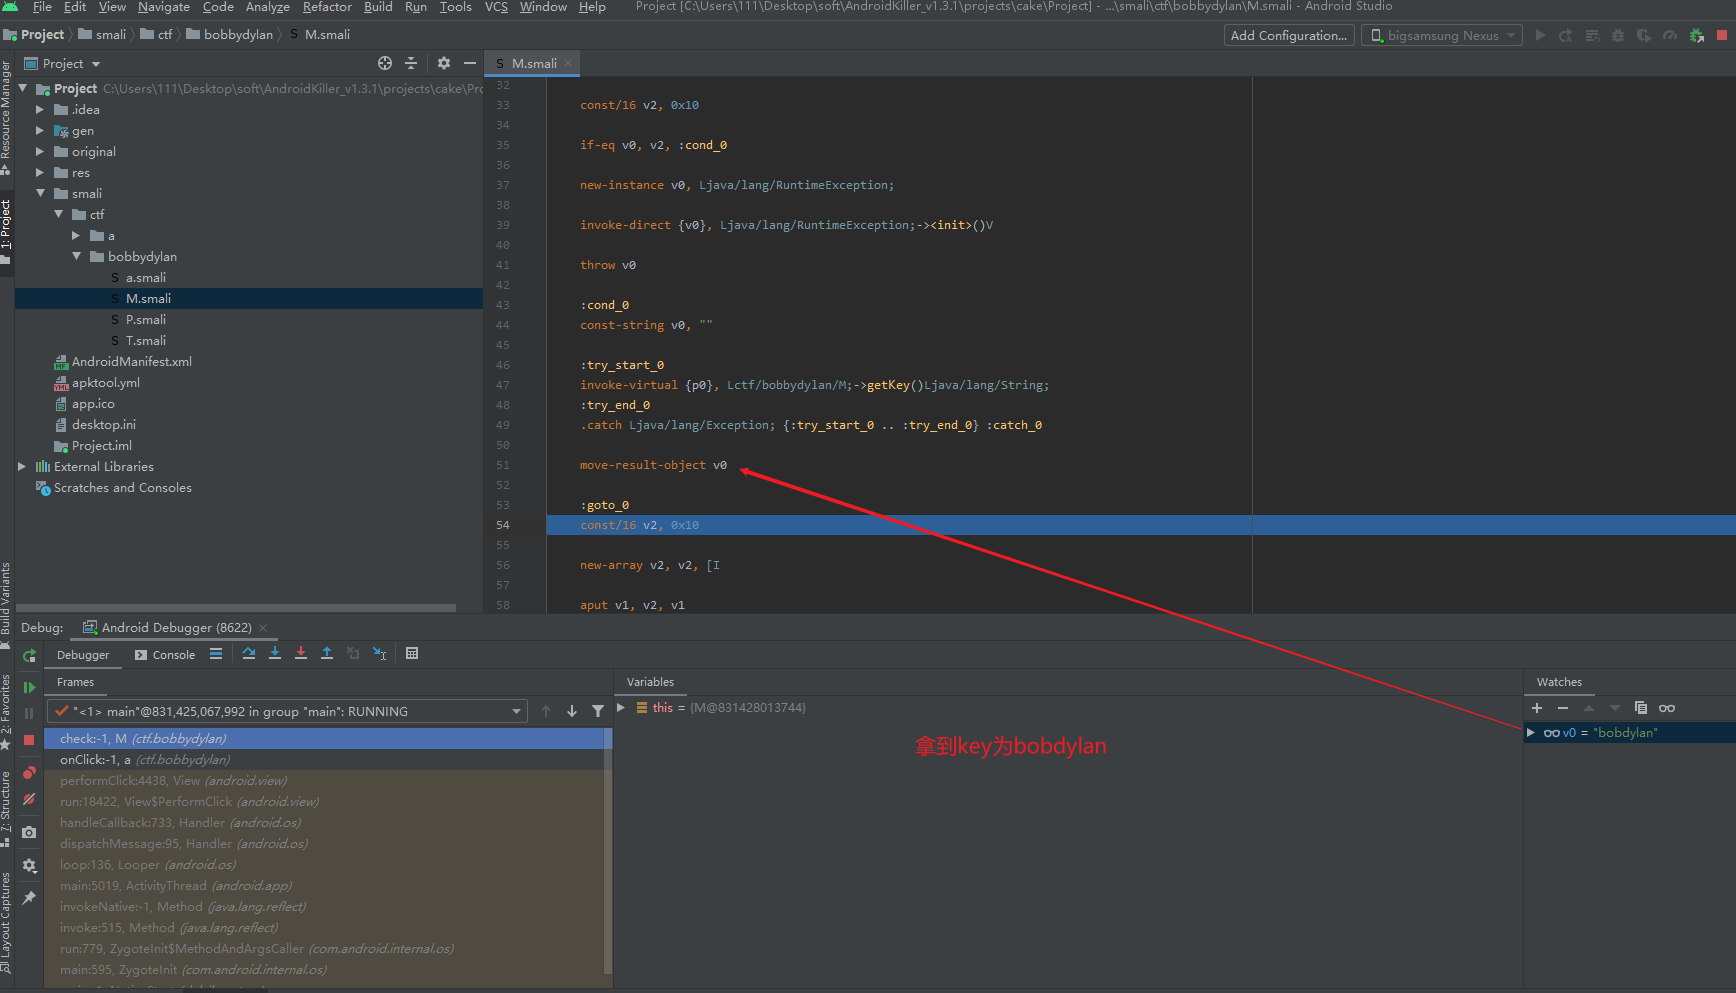 File Edit View Navigate Code Analyze Refactor Build Run Tools VCS Window Help Project [C:\Users\111\Desktop\soft\AndroidKiller_v1.3.1\projects\cake\Project] - ...\smali\ctf\bobbydylan\M.smali - Android Studio
Project smali ctf bobbydylan M.smali Add Configuration... bigsamsung Nexus
Resource Manager
1: Project
Build Variants
2: Favorites
7: Structure
Layout Captures
Project
Project C:\Users\111\Desktop\soft\AndroidKiller_v1.3.1\projects\cake\Pr
.idea
gen
original
res
smali
ctf
a
bobbydylan
a.smali
M.smali
P.smali
T.smali
AndroidManifest.xml
apktool.yml
app.ico
desktop.ini
Project.iml
External Libraries
Scratches and Consoles
M.smali
32
33 const/16 v2, 0x10
34
35 if-eq v0, v2, :cond_0
36
37 new-instance v0, Ljava/lang/RuntimeException;
38
39 invoke-direct {v0}, Ljava/lang/RuntimeException;-><init>()V
40
41 throw v0
42
43 :cond_0
44 const-string v0, ""
45
46 :try_start_0
47 invoke-virtual {p0}, Lctf/bobbydylan/M;->getKey()Ljava/lang/String;
48 :try_end_0
49 .catch Ljava/lang/Exception; {:try_start_0 .. :try_end_0} :catch_0
50
51 move-result-object v0
52
53 :goto_0
54 const/16 v2, 0x10
55
56 new-array v2, v2, [I
57
58 aput v1, v2, v1
Debug: Android Debugger (8622)
Debugger Console
Frames
"<1> main"@831,425,067,992 in group "main": RUNNING
check:-1, M (ctf.bobbydylan)
onClick:-1, a (ctf.bobbydylan)
performClick:4438, View (android.view)
run:18422, View$PerformClick (android.view)
handleCallback:733, Handler (android.os)
dispatchMessage:95, Handler (android.os)
loop:136, Looper (android.os)
main:5019, ActivityThread (android.app)
invokeNative:-1, Method (java.lang.reflect)
invoke:515, Method (java.lang.reflect)
run:779, ZygoteInit$MethodAndArgsCaller (com.android.internal.os)
main:595, ZygoteInit (com.android.internal.os)
Variables
this = {M@831428013744}
拿到key为bobdylan
Watches
v0 = "bobdylan"